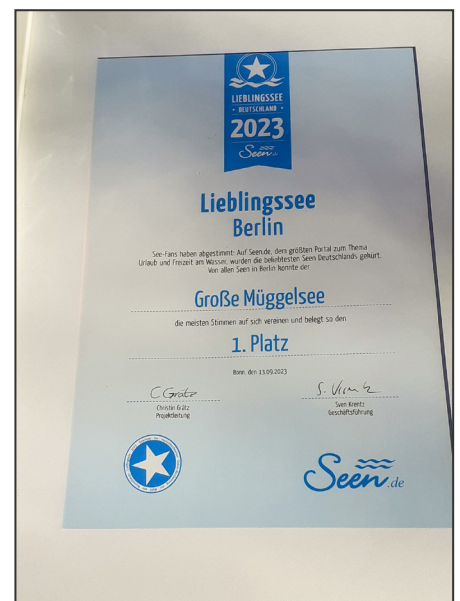 LIEBLINGSSEE
• DEUTSCHLAND •
2023
Seen.de
Lieblingssee
Berlin
See-Fans haben abgestimmt: Auf Seen.de, dem größten Portal zum Thema
Urlaub und Freizeit am Wasser, wurden die beliebtesten Seen Deutschlands gekürt.
Von allen Seen in Berlin konnte der
Große Müggelsee
die meisten Stimmen auf sich vereinen und belegt so den
1. Platz
Bonn, den 13.09.2023
C Grätz
Christin Grätz
Projektleitung
S. Krentz
Sven Krentz
Geschäftsführung
Seen.de